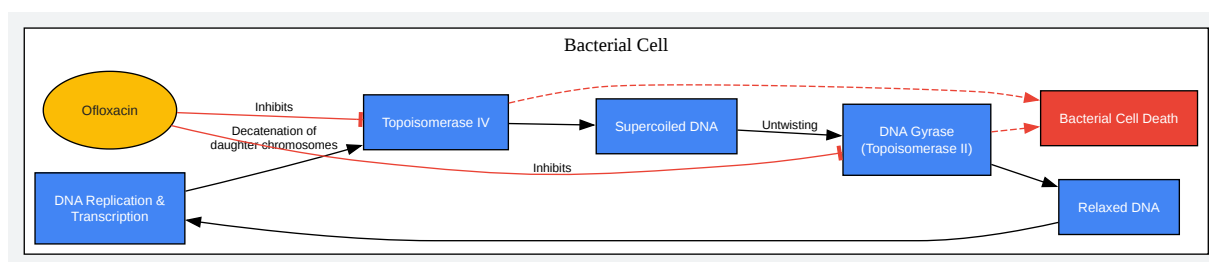 Bacterial Cell
Ofloxacin
Inhibits
Decatenation of
daughter chromosomes
Topoisomerase IV
Supercoiled DNA
Untwisting
DNA Gyrase
(Topoisomerase II)
Bacterial Cell Death
Inhibits
DNA Replication &
Transcription
Relaxed DNA